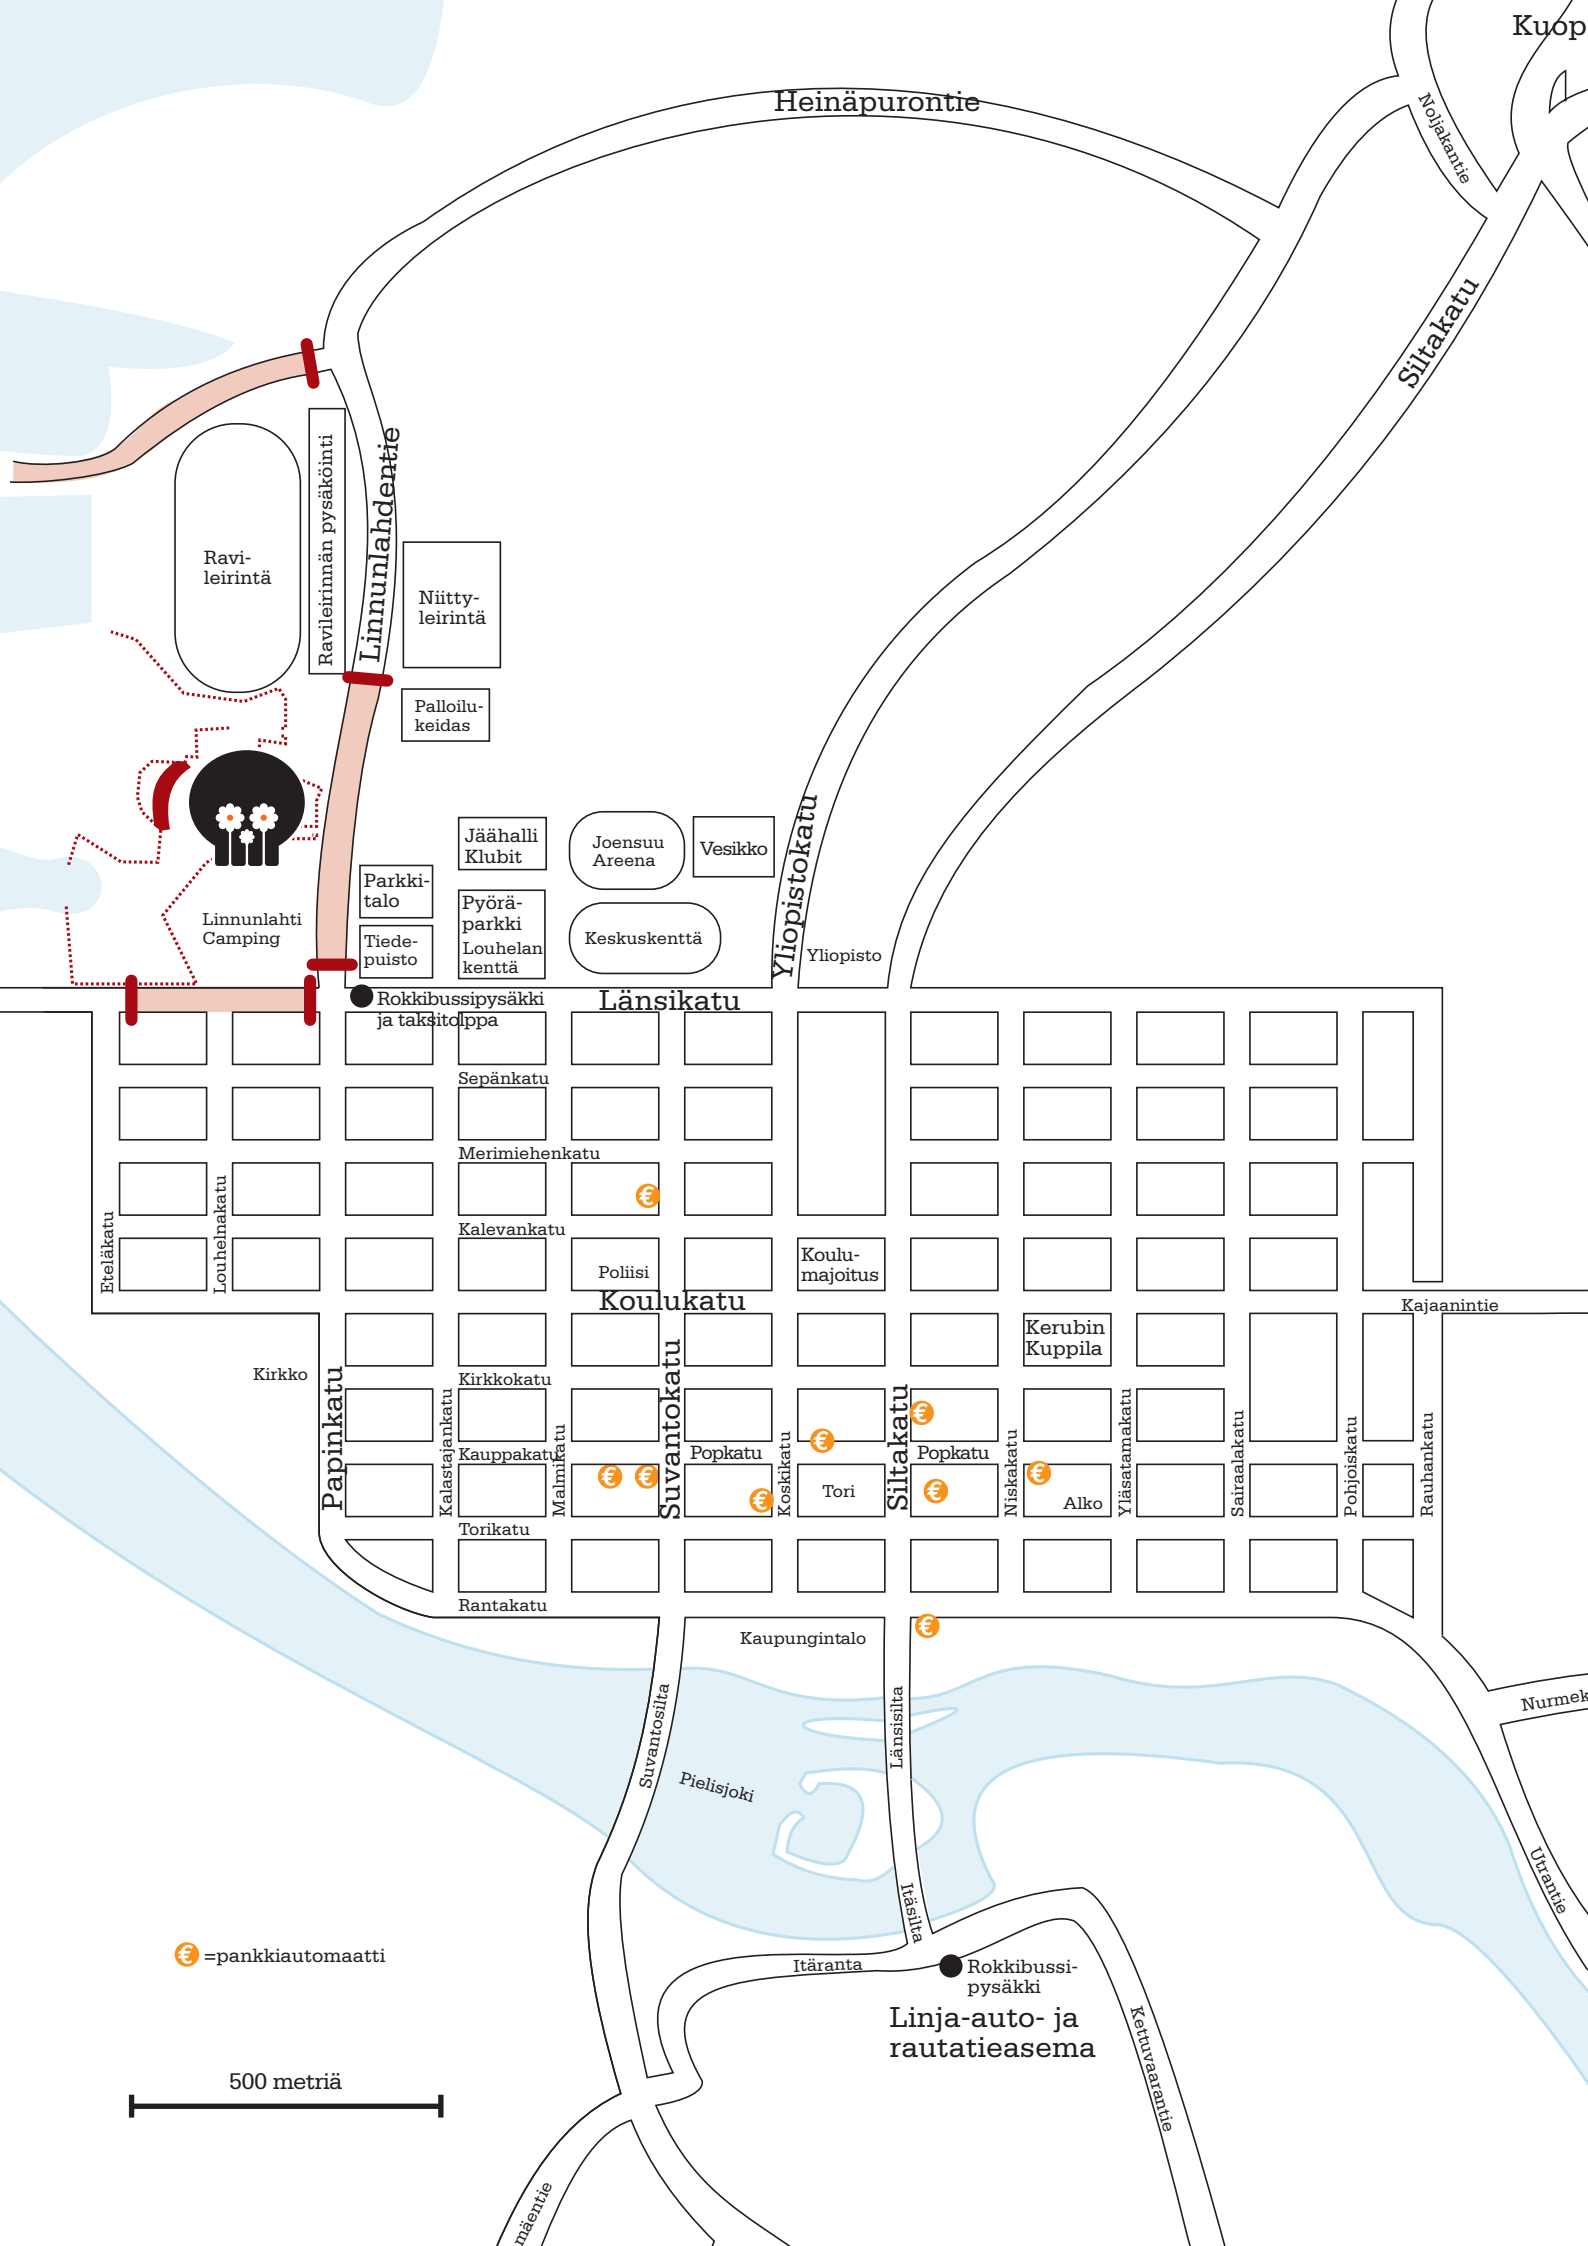 Kuop
Heinäpurontie
Noljakantie
Siltakatu
Linnunlahdentie
Ravileirinnän pysäköinti
Ravi-
leirintä
Niitty-
leirintä
Palloilu-
keidas
Jäähalli
Klubit
Joensuu
Areena
Vesikko
Yliopistokatu
Parkki-
talo
Pyörä-
parkki
Louhelan
kenttä
Keskuskenttä
Linnunlahti
Camping
Tiede-
puisto
Yliopisto
Rokkibussipysäkki
ja taksitolppa
Länsikatu
Sepänkatu
Merimiehenkatu
€
Kalevankatu
Eteläkatu
Louhelnakatu
Poliisi
Koulu-
majoitus
Koulukatu
Kajaanintie
Kerubin
Kuppila
Kirkko
Kirkkokatu
Papinkatu
Kalastajankatu
Malmikatu
Suvantokatu
Koskikatu
Siltakatu
Niskakatu
Yläsatamakatu
Sairaalakatu
Pohjoiskatu
Rauhankatu
€
€
Kauppakatu
Popkatu
Popkatu
€
€
€
€
€
Tori
€
Alko
Torikatu
Rantakatu
Kaupungintalo
€
Suvantosilta
Länsisilta
Nurmek
Pielisjoki
Utrantie
Itäsilta
€ =pankkiautomaatti
Itäranta
Rokkibussi-
pysäkki
Linja-auto- ja
rautatieasema
Kettuvaarantie
500 metriä
mäentie